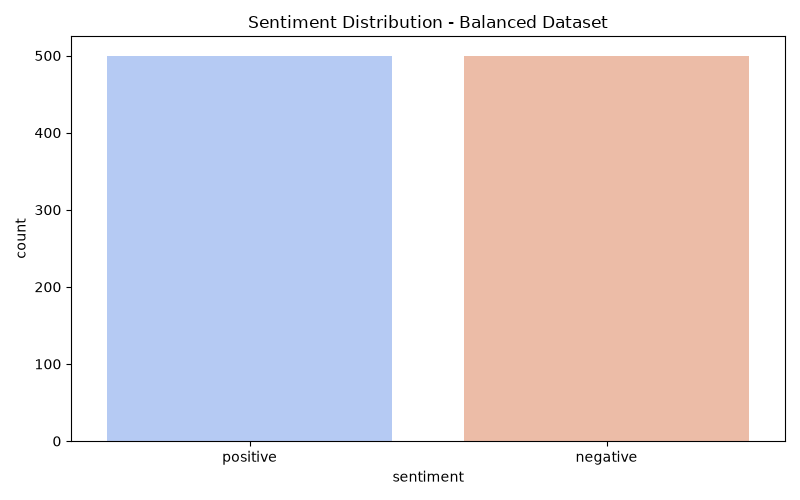 Sentiment Distribution - Balanced Dataset
count
500
400
300
200
100
0
positive
negative
sentiment